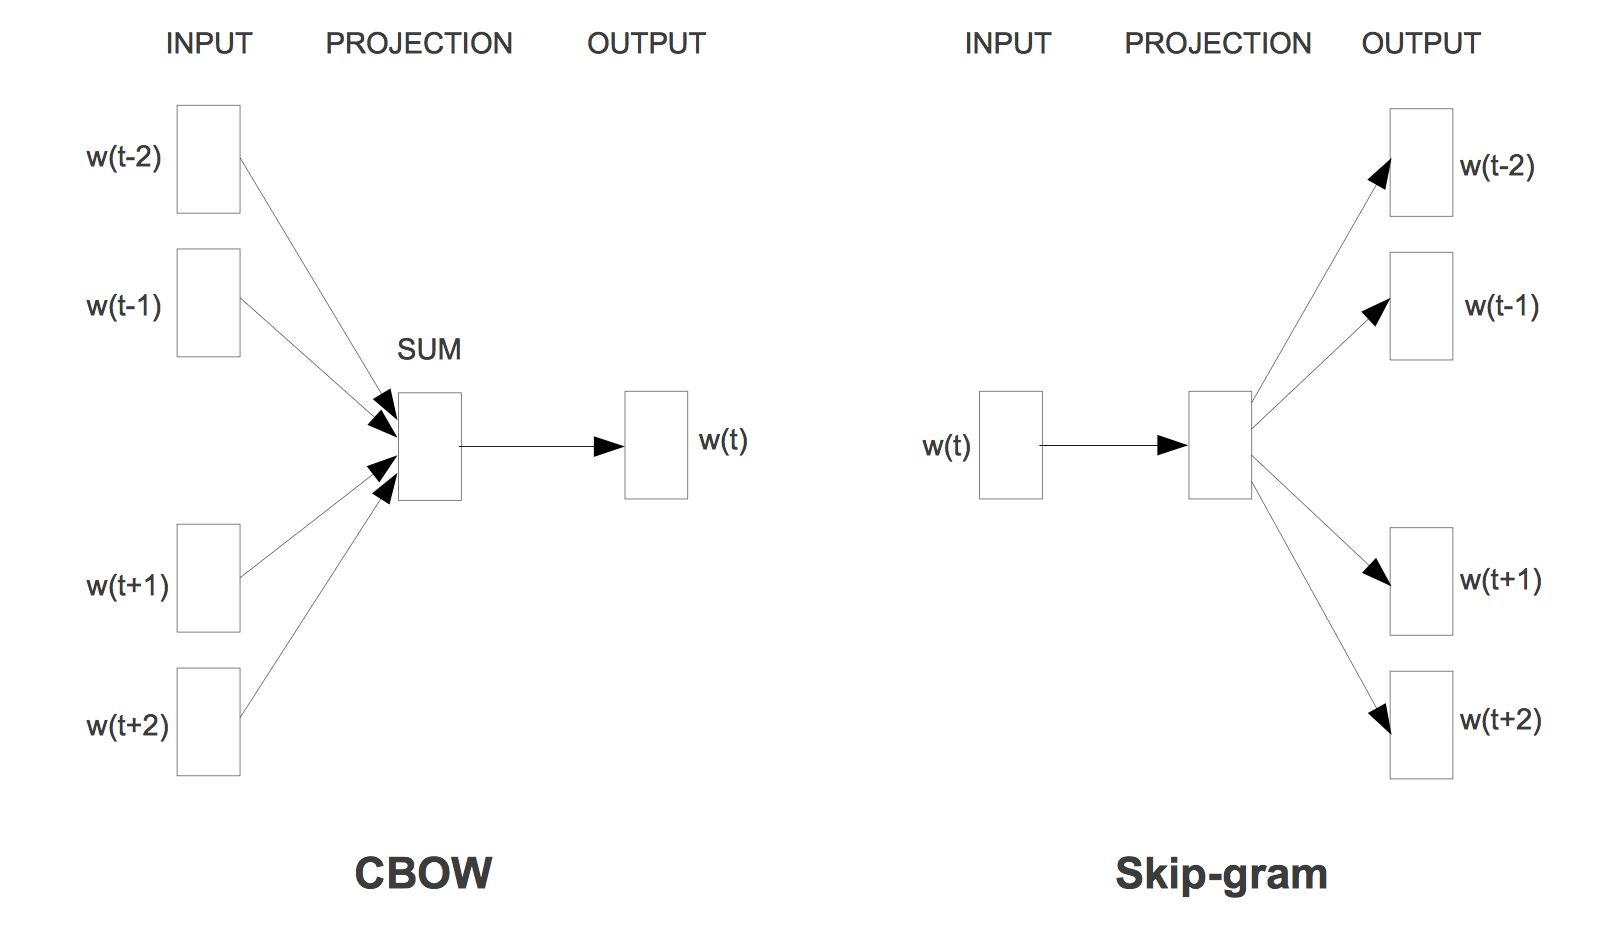 INPUT PROJECTION OUTPUT
w(t-2)
w(t-1)
SUM
w(t)
w(t+1)
w(t+2)
CBOW
INPUT PROJECTION OUTPUT
w(t-2)
w(t-1)
w(t)
w(t+1)
w(t+2)
Skip-gram